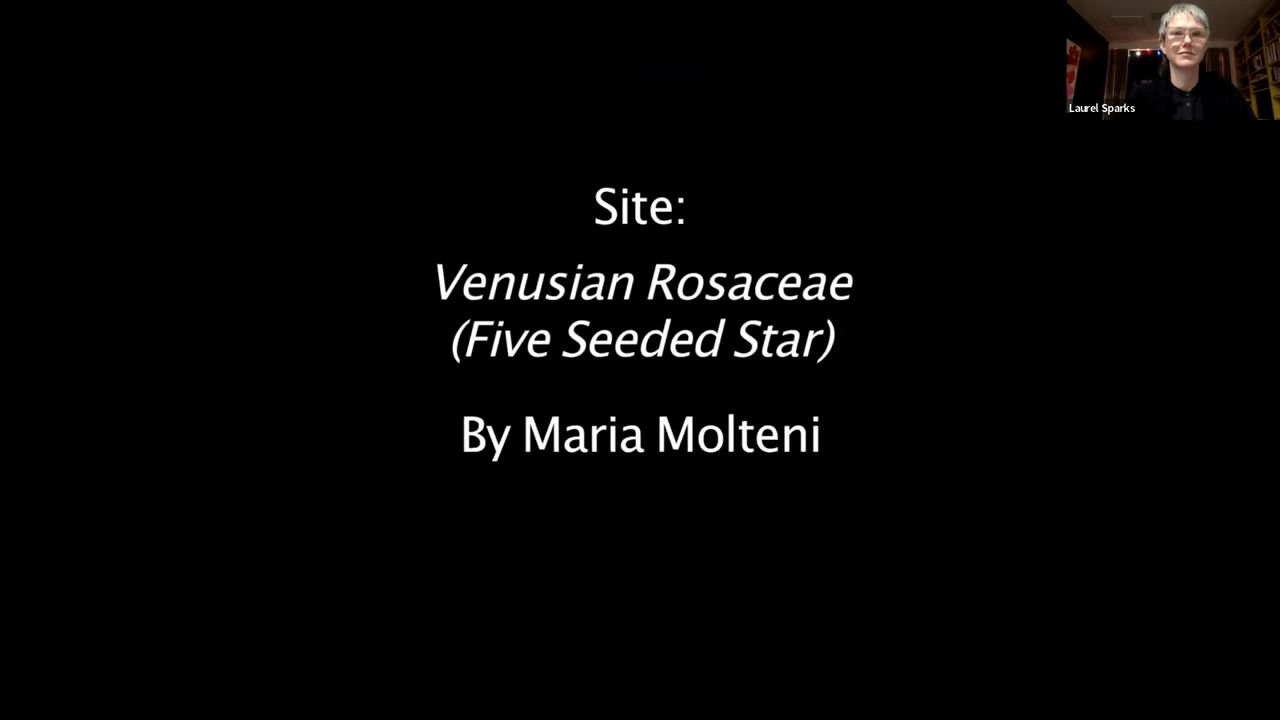 Laurel Sparks
Site:
Venusian Rosaceae
(Five Seeded Star)
By Maria Molteni